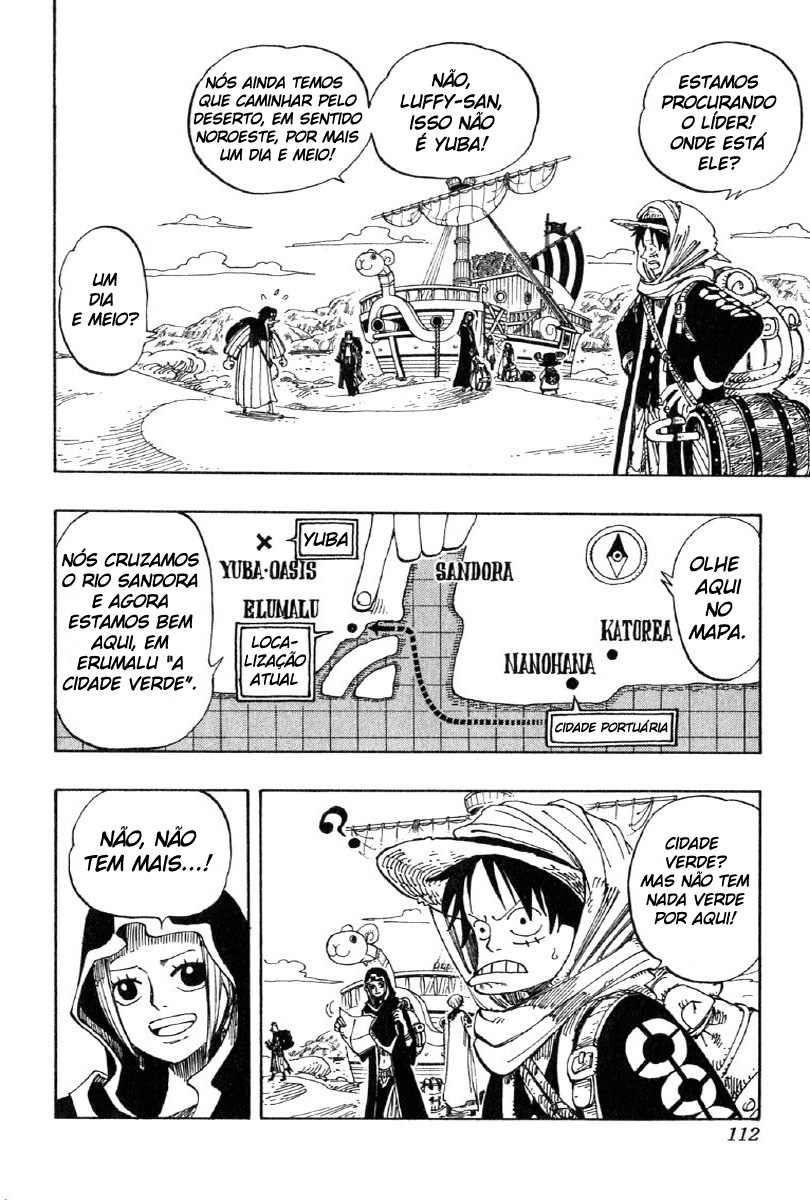 ESTAMOS
PROCURANDO
O LÍDER!
ONDE ESTÁ
ELE?
NÃO,
LUFFY-SAN,
ISSO NÃO
É YUBA!
NÓS AINDA TEMOS
QUE CAMINHAR PELO
DESERTO, EM SENTIDO
NOROESTE, POR MAIS
UM DIA E MEIO!
UM
DIA
E MEIO?
OLHE
AQUI
NO
MAPA.
YUBA
YUBA·OASIS
SANDORA
ELUMALU
LOCA-
LIZAÇÃO
ATUAL
KATOREA
NANOHANA
CIDADE PORTUÁRIA
NÓS CRUZAMOS
O RIO SANDORA
E AGORA
ESTAMOS BEM
AQUI, EM
ERUMALU "A
CIDADE VERDE".
CIDADE
VERDE?
MAS NÃO TEM
NADA VERDE
POR AQUI!
?
NÃO, NÃO
TEM MAIS...!
112